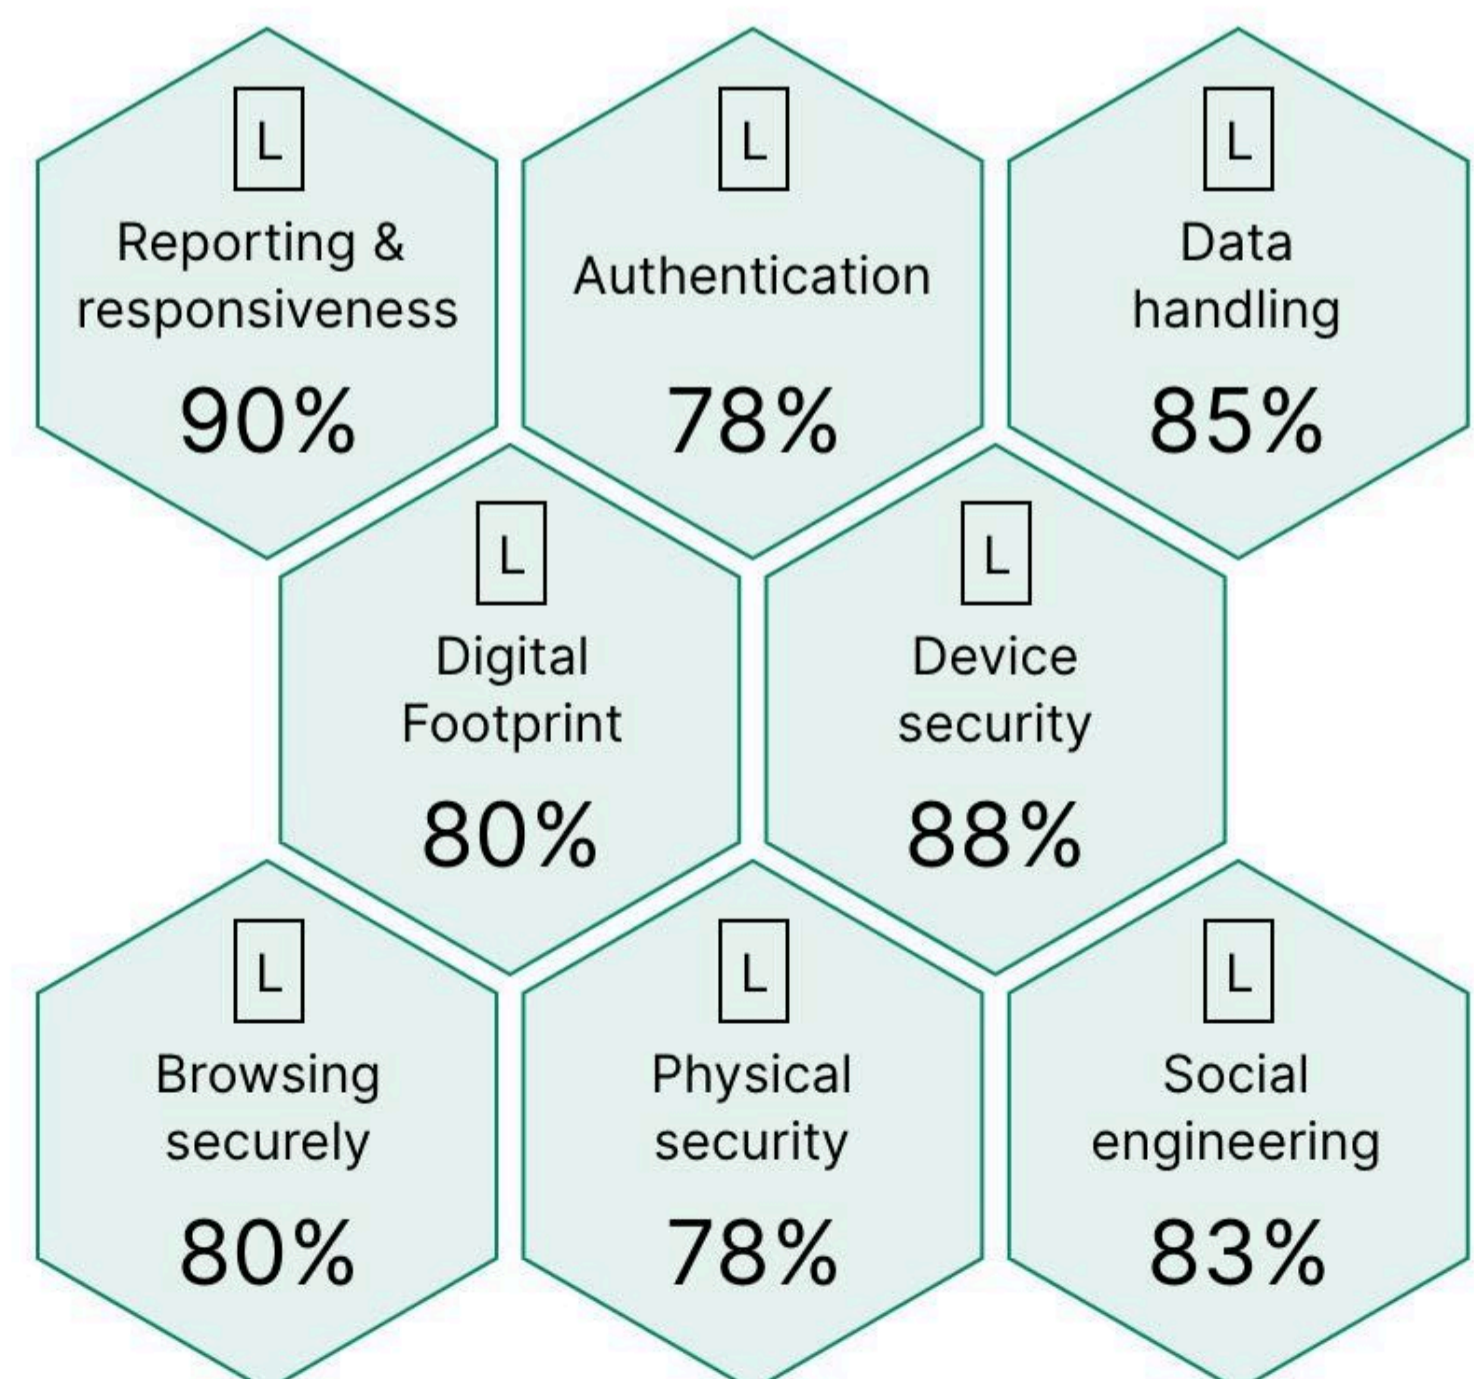 L
Reporting &
responsiveness
90%
L
Authentication
78%
L
Data
handling
85%
L
Digital
Footprint
80%
L
Device
security
88%
L
Browsing
securely
80%
L
Physical
security
78%
L
Social
engineering
83%